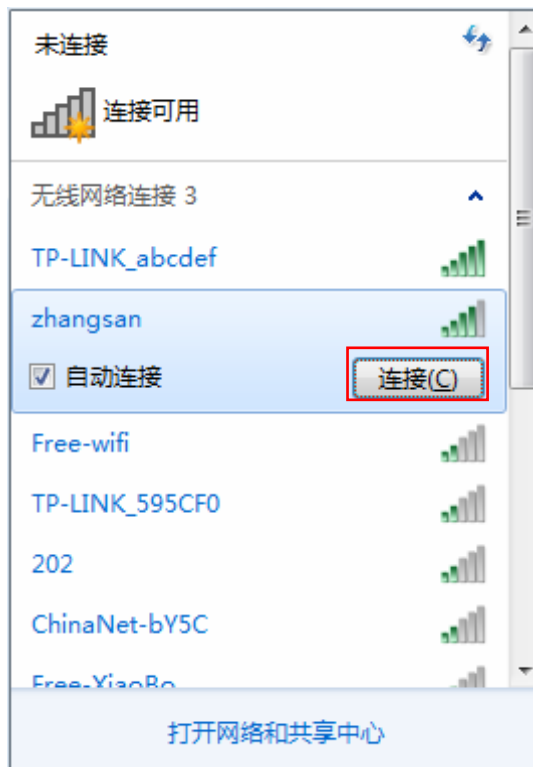 未连接
连接可用
无线网络连接 3
TP-LINK_abcdef
zhangsan
自动连接
连接(C)
Free-wifi
TP-LINK_595CF0
202
ChinaNet-bY5C
Free-XiaoBo
打开网络和共享中心